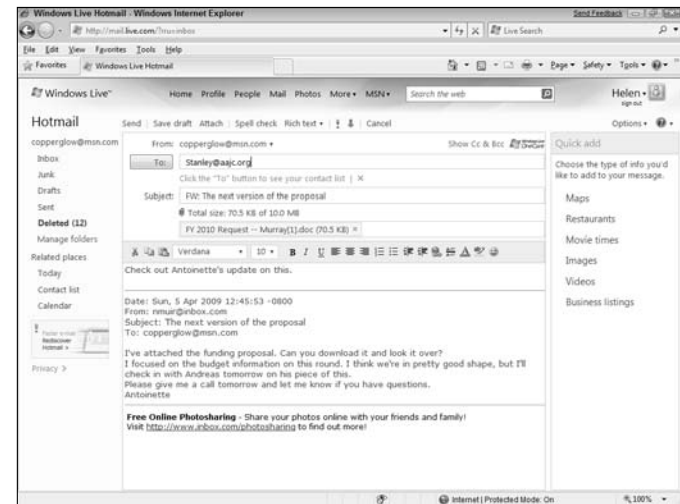 Windows Live Hotmail - Windows Internet Explorer
Send Feedback
http://mail.live.com/?rru=inbox
Live Search
File Edit View Favorites Tools Help
Favorites Windows Live Hotmail
Page Safety Tools
Windows Live™ Home Profile People Mail Photos More MSN Search the web Helen
sign out
Hotmail Send Save draft Attach Spell check Rich text Cancel Options
copperglow@msn.com
Inbox
Junk
Drafts
Sent
Deleted (12)
Manage folders
Related places
Today
Contact list
Calendar
Rediscover
Hotmail »
Privacy
From: copperglow@msn.com Show Cc & Bcc
To: Stanley@aajc.org
Click the "To" button to see your contact list | X
Subject: FW: The next version of the proposal
Total size: 70.5 KB of 10.0 MB
FY 2010 Request -- Murray[1].doc (70.5 KB) ×
Verdana 10 B I U
Check out Antoinette's update on this.
Date: Sun, 5 Apr 2009 12:45:53 -0800
From: nmuir@inbox.com
Subject: The next version of the proposal
To: copperglow@msn.com
I've attached the funding proposal. Can you download it and look it over?
I focused on the budget information on this round. I think we're in pretty good shape, but I'll
check in with Andreas tomorrow on his piece of this.
Please give me a call tomorrow and let me know if you have questions.
Antoinette
Free Online Photosharing - Share your photos online with your friends and family!
Visit http://www.inbox.com/photosharing to find out more!
Quick add
Choose the type of info you'd
like to add to your message.
Maps
Restaurants
Movie times
Images
Videos
Business listings
Internet | Protected Mode: On 100%